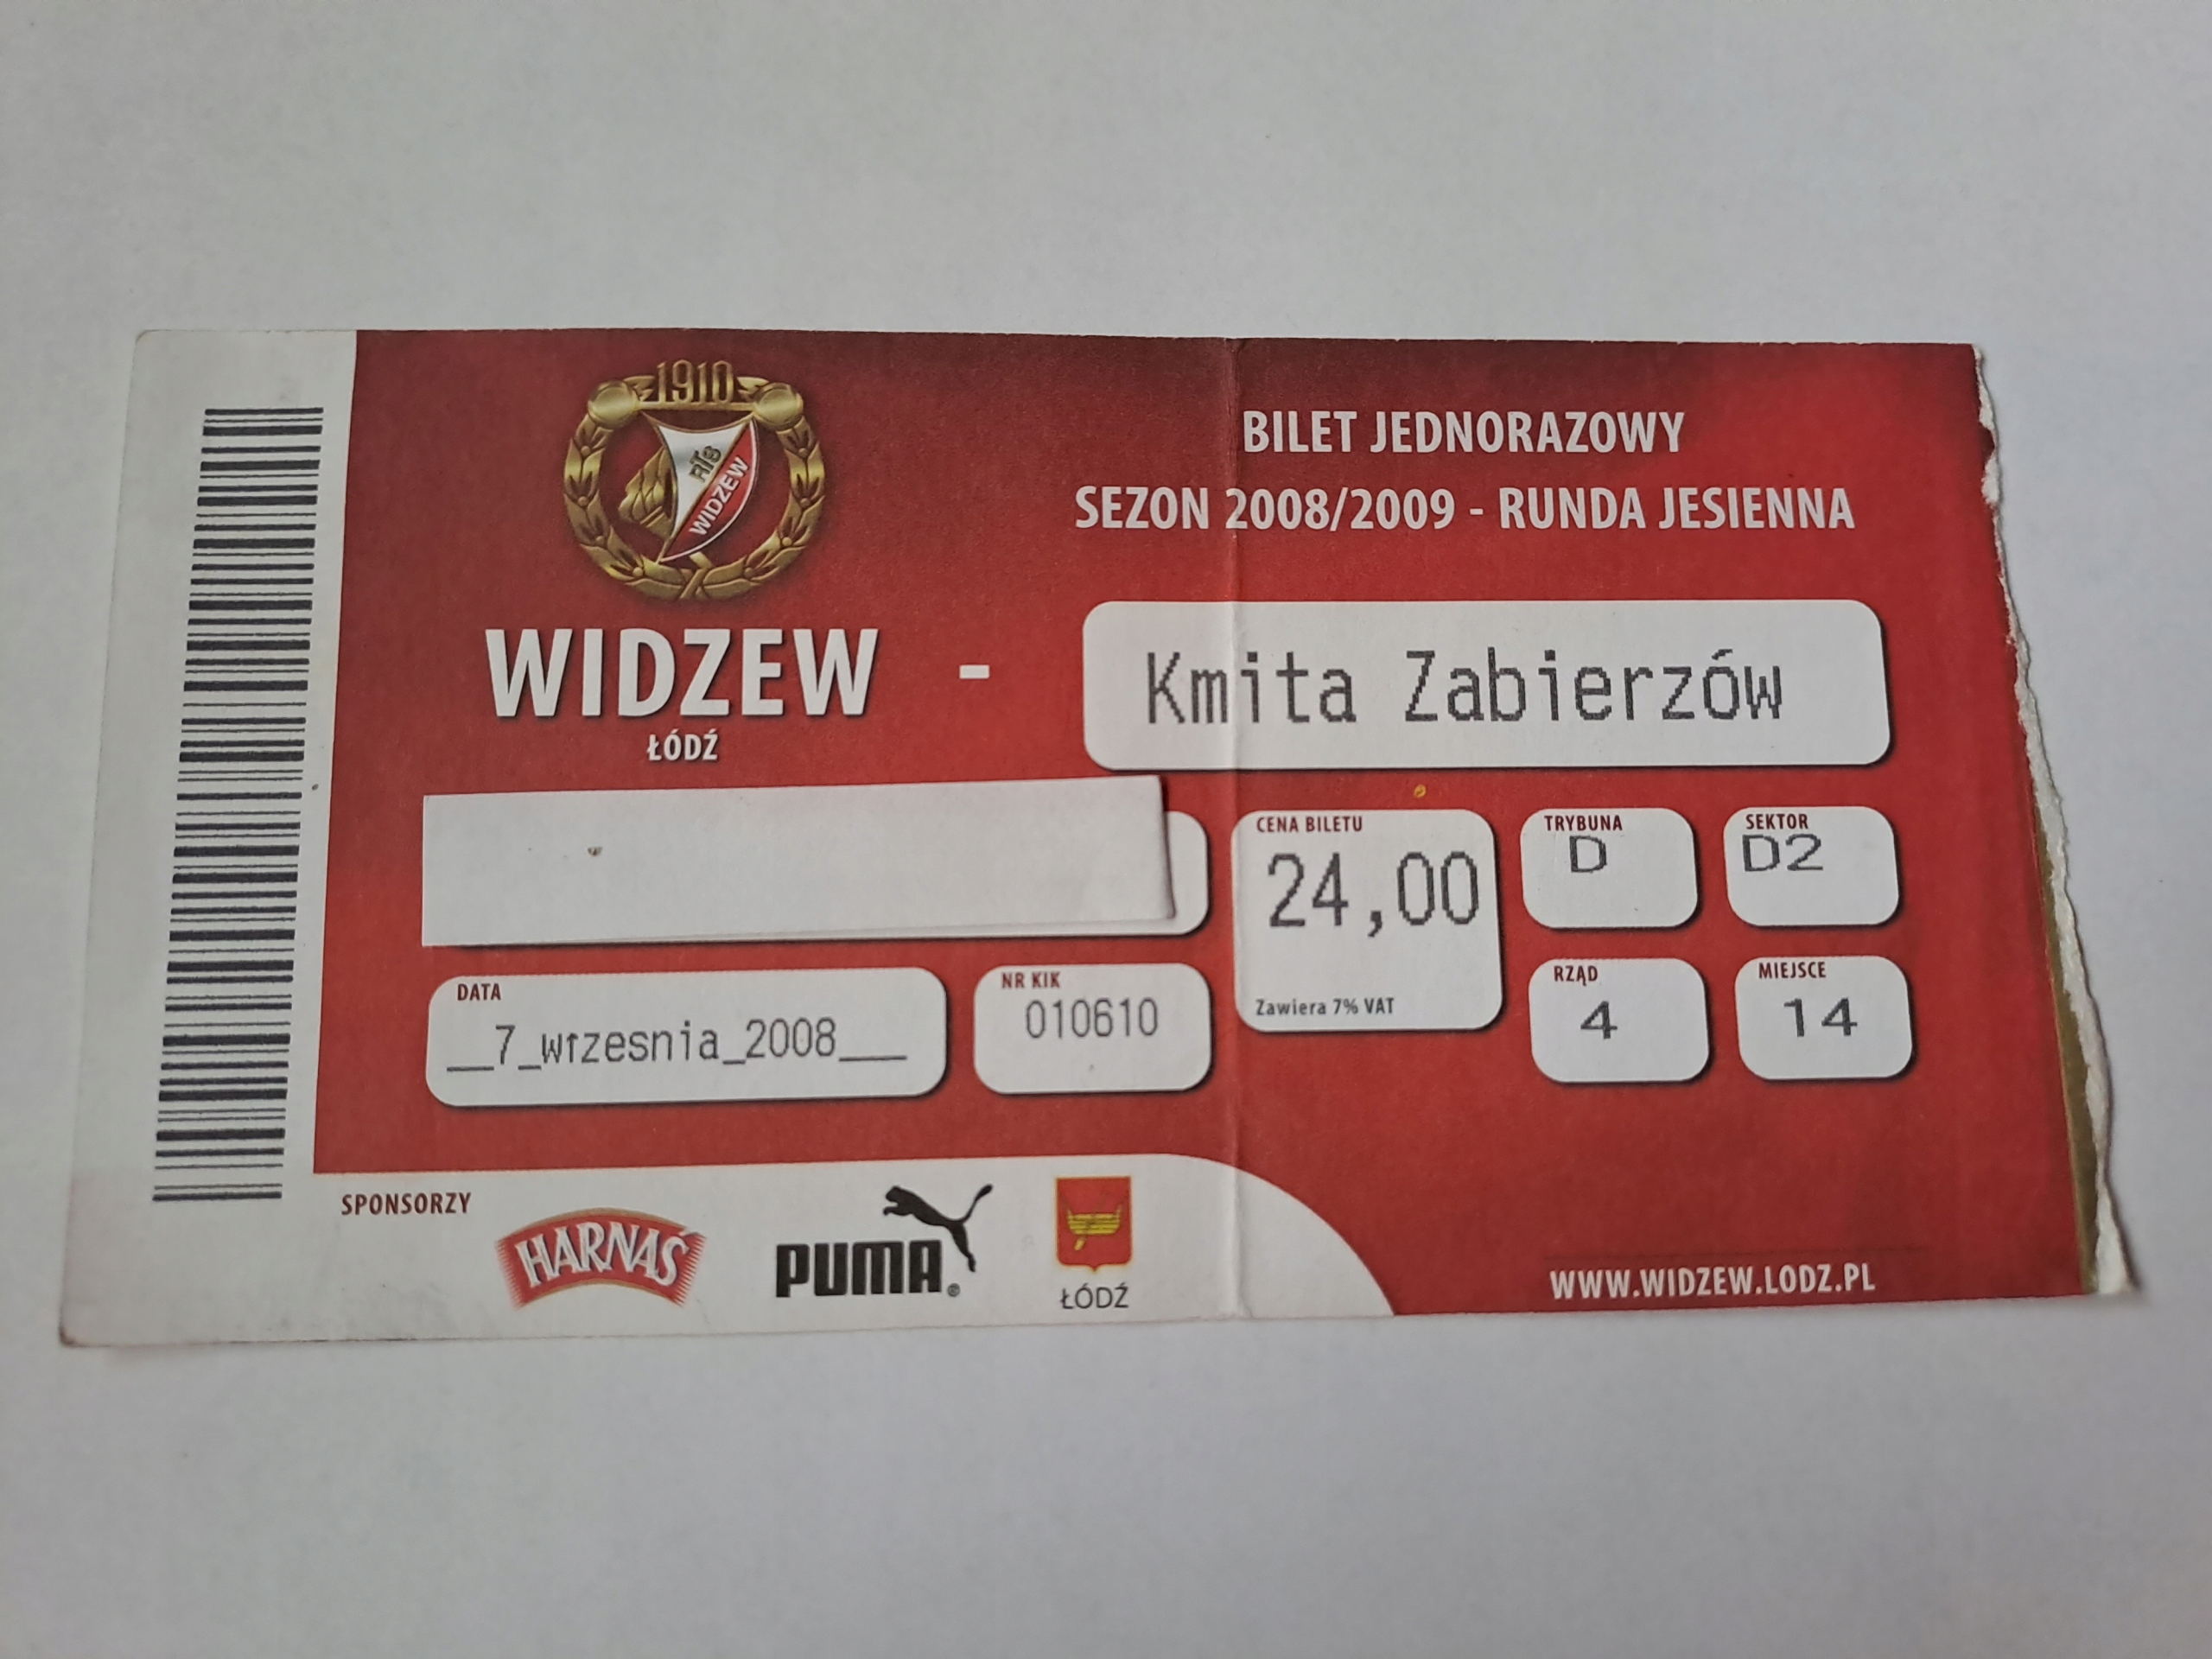 1910
RTS
WIDZEW
BILET JEDNORAZOWY
SEZON 2008/2009 - RUNDA JESIENNA
WIDZEW - Kmita Zabierzów
ŁÓDŹ
CENA BILETU
24,00
Zawiera 7% VAT
TRYBUNA
D
SEKTOR
D2
DATA
__7_wrzesnia_2008___
NR KIK
010610
RZĄD
4
MIEJSCE
14
SPONSORZY
HARNAŚ
PUMA®
ŁÓDŹ
WWW.WIDZEW.LODZ.PL